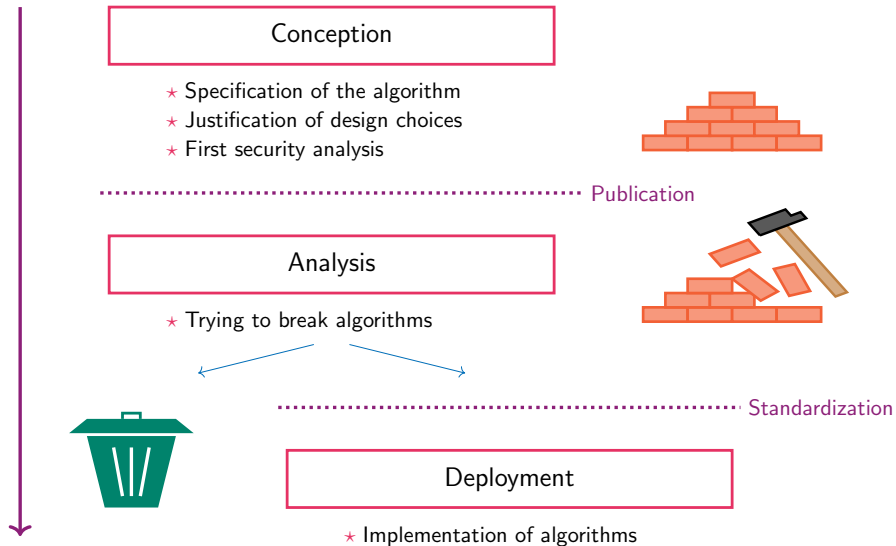 Conception
⋆ Specification of the algorithm
⋆ Justification of design choices
⋆ First security analysis
Publication
Analysis
⋆ Trying to break algorithms
Standardization
Deployment
⋆ Implementation of algorithms